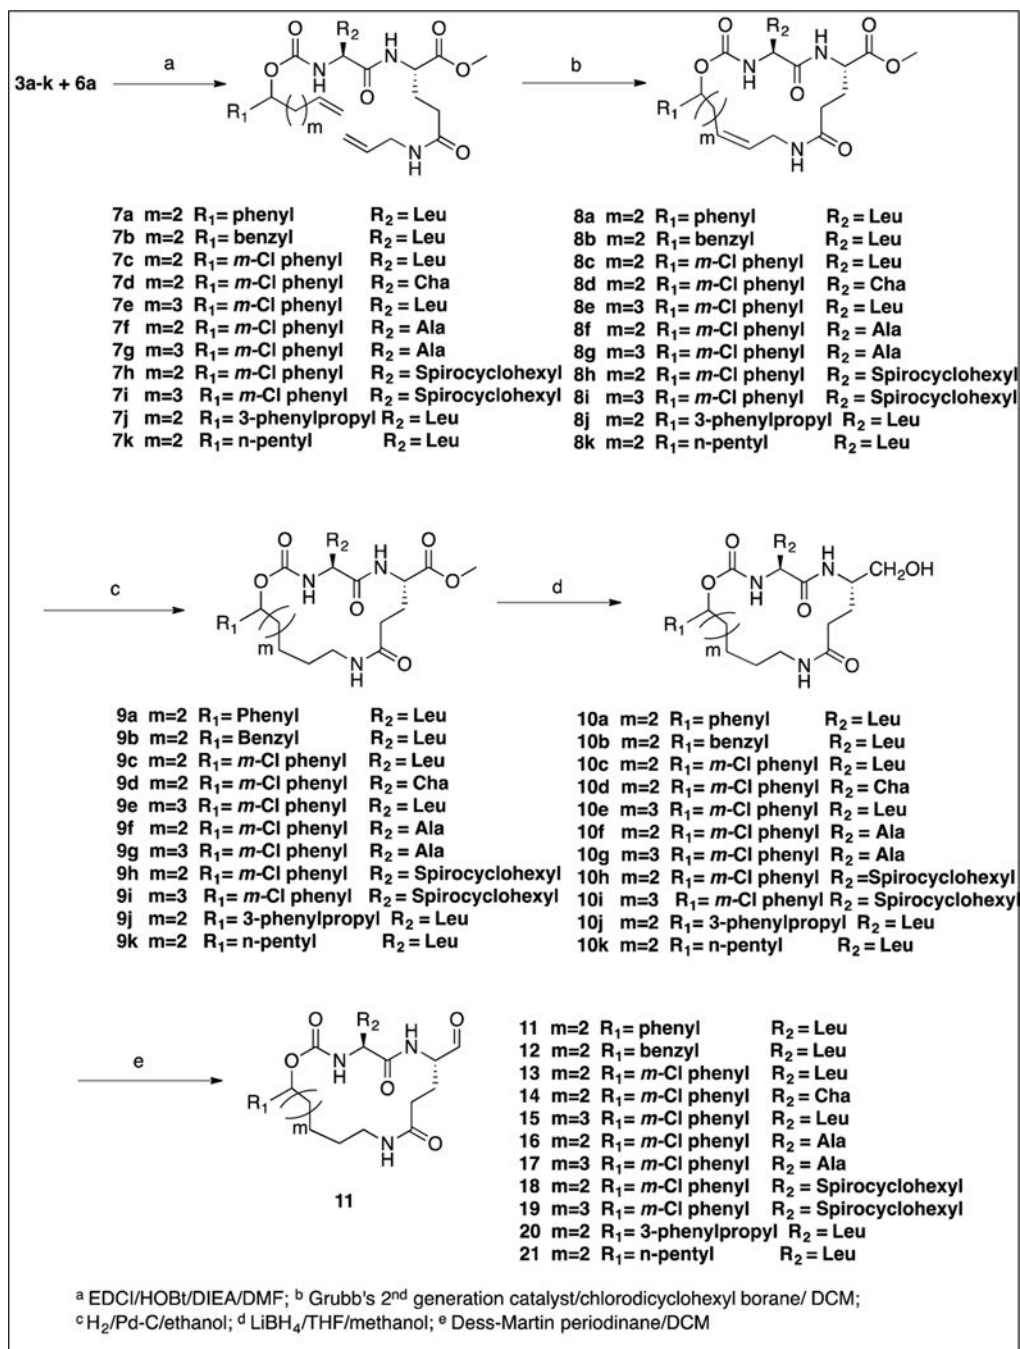 3a-k + 6a
a
b
O R2 H N O O N H O O R1 ( )m N H O
O R2 H N O O N H O O R1 ( )m N H O
7a m=2 R1= phenyl R2 = Leu
7b m=2 R1= benzyl R2 = Leu
7c m=2 R1= m-Cl phenyl R2 = Leu
7d m=2 R1= m-Cl phenyl R2 = Cha
7e m=3 R1= m-Cl phenyl R2 = Leu
7f m=2 R1= m-Cl phenyl R2 = Ala
7g m=3 R1= m-Cl phenyl R2 = Ala
7h m=2 R1= m-Cl phenyl R2 = Spirocyclohexyl
7i m=3 R1= m-Cl phenyl R2 = Spirocyclohexyl
7j m=2 R1= 3-phenylpropyl R2 = Leu
7k m=2 R1= n-pentyl R2 = Leu
8a m=2 R1= phenyl R2 = Leu
8b m=2 R1= benzyl R2 = Leu
8c m=2 R1= m-Cl phenyl R2 = Leu
8d m=2 R1= m-Cl phenyl R2 = Cha
8e m=3 R1= m-Cl phenyl R2 = Leu
8f m=2 R1= m-Cl phenyl R2 = Ala
8g m=3 R1= m-Cl phenyl R2 = Ala
8h m=2 R1= m-Cl phenyl R2 = Spirocyclohexyl
8i m=3 R1= m-Cl phenyl R2 = Spirocyclohexyl
8j m=2 R1= 3-phenylpropyl R2 = Leu
8k m=2 R1= n-pentyl R2 = Leu
c
d
O R2 H N O O N H O O R1 ( )m N H O
O R2 H N CH2OH O N H O R1 ( )m N H O
9a m=2 R1= Phenyl R2 = Leu
9b m=2 R1= Benzyl R2 = Leu
9c m=2 R1= m-Cl phenyl R2 = Leu
9d m=2 R1= m-Cl phenyl R2 = Cha
9e m=3 R1= m-Cl phenyl R2 = Leu
9f m=2 R1= m-Cl phenyl R2 = Ala
9g m=3 R1= m-Cl phenyl R2 = Ala
9h m=2 R1= m-Cl phenyl R2 = Spirocyclohexyl
9i m=3 R1= m-Cl phenyl R2 = Spirocyclohexyl
9j m=2 R1= 3-phenylpropyl R2 = Leu
9k m=2 R1= n-pentyl R2 = Leu
10a m=2 R1= phenyl R2 = Leu
10b m=2 R1= benzyl R2 = Leu
10c m=2 R1= m-Cl phenyl R2 = Leu
10d m=2 R1= m-Cl phenyl R2 = Cha
10e m=3 R1= m-Cl phenyl R2 = Leu
10f m=2 R1= m-Cl phenyl R2 = Ala
10g m=3 R1= m-Cl phenyl R2 = Ala
10h m=2 R1= m-Cl phenyl R2 =Spirocyclohexyl
10i m=3 R1= m-Cl phenyl R2 = Spirocyclohexyl
10j m=2 R1= 3-phenylpropyl R2 = Leu
10k m=2 R1= n-pentyl R2 = Leu
e
O R2 H N O O N H O R1 ( )m N H O
11
11 m=2 R1= phenyl R2 = Leu
12 m=2 R1= benzyl R2 = Leu
13 m=2 R1= m-Cl phenyl R2 = Leu
14 m=2 R1= m-Cl phenyl R2 = Cha
15 m=3 R1= m-Cl phenyl R2 = Leu
16 m=2 R1= m-Cl phenyl R2 = Ala
17 m=3 R1= m-Cl phenyl R2 = Ala
18 m=2 R1= m-Cl phenyl R2 = Spirocyclohexyl
19 m=3 R1= m-Cl phenyl R2 = Spirocyclohexyl
20 m=2 R1= 3-phenylpropyl R2 = Leu
21 m=2 R1= n-pentyl R2 = Leu
a EDCI/HOBt/DIEA/DMF; b Grubb's 2nd generation catalyst/chlorodicyclohexyl borane/ DCM;
c H2/Pd-C/ethanol; d LiBH4/THF/methanol; e Dess-Martin periodinane/DCM